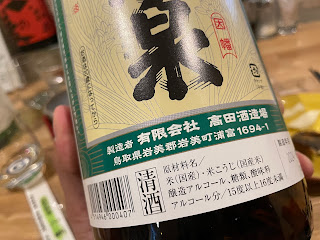 因幡
泉
製造者 有限会社 高田酒造場
鳥取県岩美郡岩美町浦富1694-1
清酒
原材料名/
米(国産)・米こうじ(国産米)
醸造アルコール、糖類、酸味料
アルコール分/15度以上16度未満